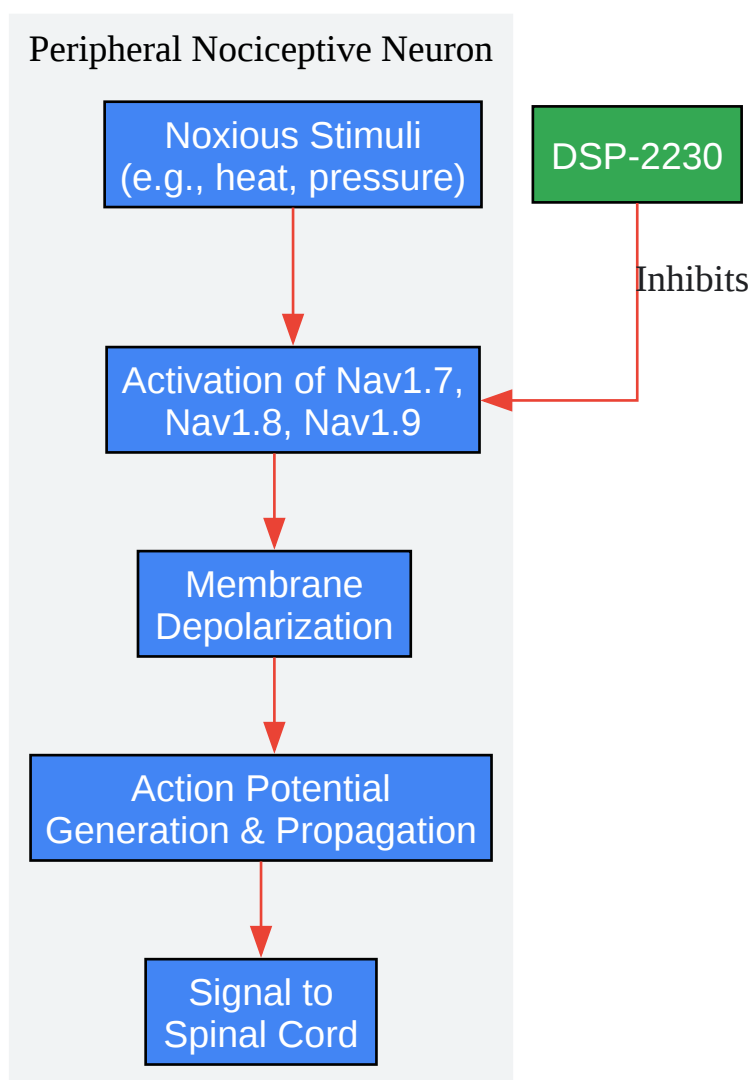 Peripheral Nociceptive Neuron
Noxious Stimuli
(e.g., heat, pressure)
DSP-2230
Inhibits
Activation of Nav1.7,
Nav1.8, Nav1.9
Membrane
Depolarization
Action Potential
Generation & Propagation
Signal to
Spinal Cord